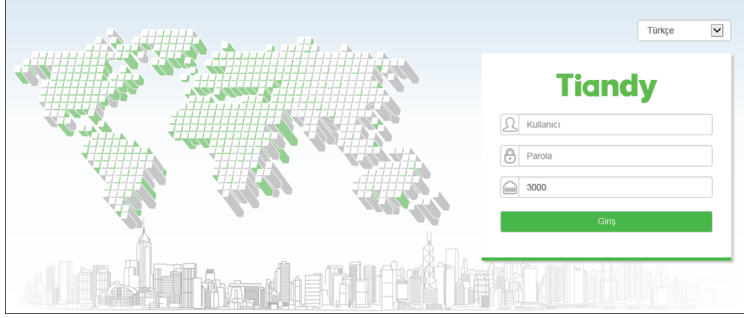 Türkçe
Tiandy
Kullanıcı
Parola
3000
Giriş